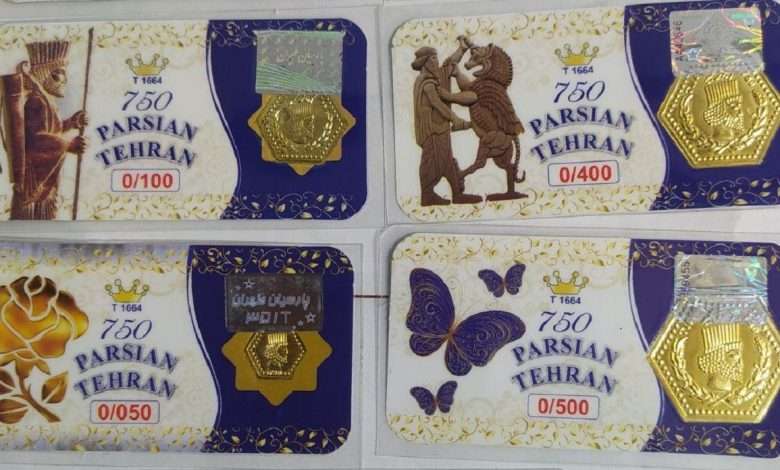 T 1664
750
PARSIAN
TEHRAN
0/100
T 1664
750
PARSIAN
TEHRAN
0/400
T 1664
750
PARSIAN
TEHRAN
0/050
پارسیان تهران
T 1664
750
PARSIAN
TEHRAN
0/500